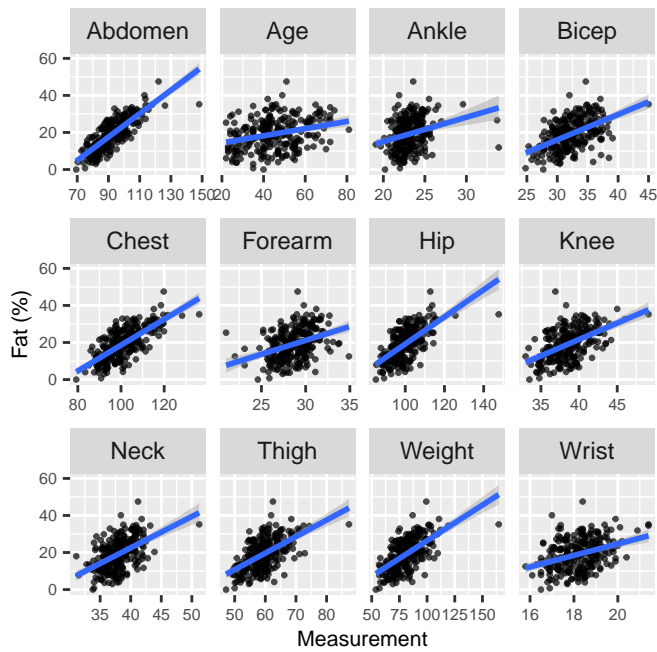 Abdomen Age Ankle Bicep
60
40
20
0
70 90 110 130 150 20 40 60 80 20 25 30 25 30 35 40 45
Chest Forearm Hip Knee
60
40
20
0
80 100 120 25 30 35 100 120 140 35 40 45
Fat (%)
Neck Thigh Weight Wrist
60
40
20
0
35 40 45 50 50 60 70 80 50 75 100 125 150 16 18 20
Measurement